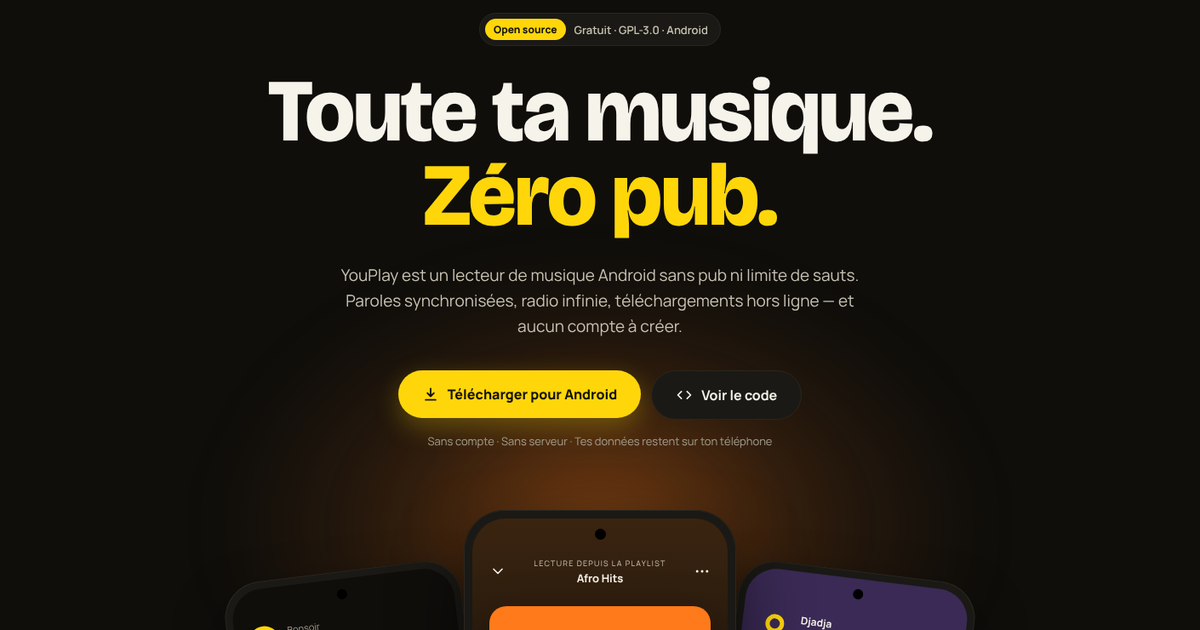 Open source Gratuit · GPL-3.0 · Android
Toute ta musique.
Zéro pub.
YouPlay est un lecteur de musique Android sans pub ni limite de sauts.
Paroles synchronisées, radio infinie, téléchargements hors ligne — et
aucun compte à créer.
Télécharger pour Android Voir le code
Sans compte · Sans serveur · Tes données restent sur ton téléphone
LECTURE DEPUIS LA PLAYLIST
Afro Hits
Bonsoir
Djadja